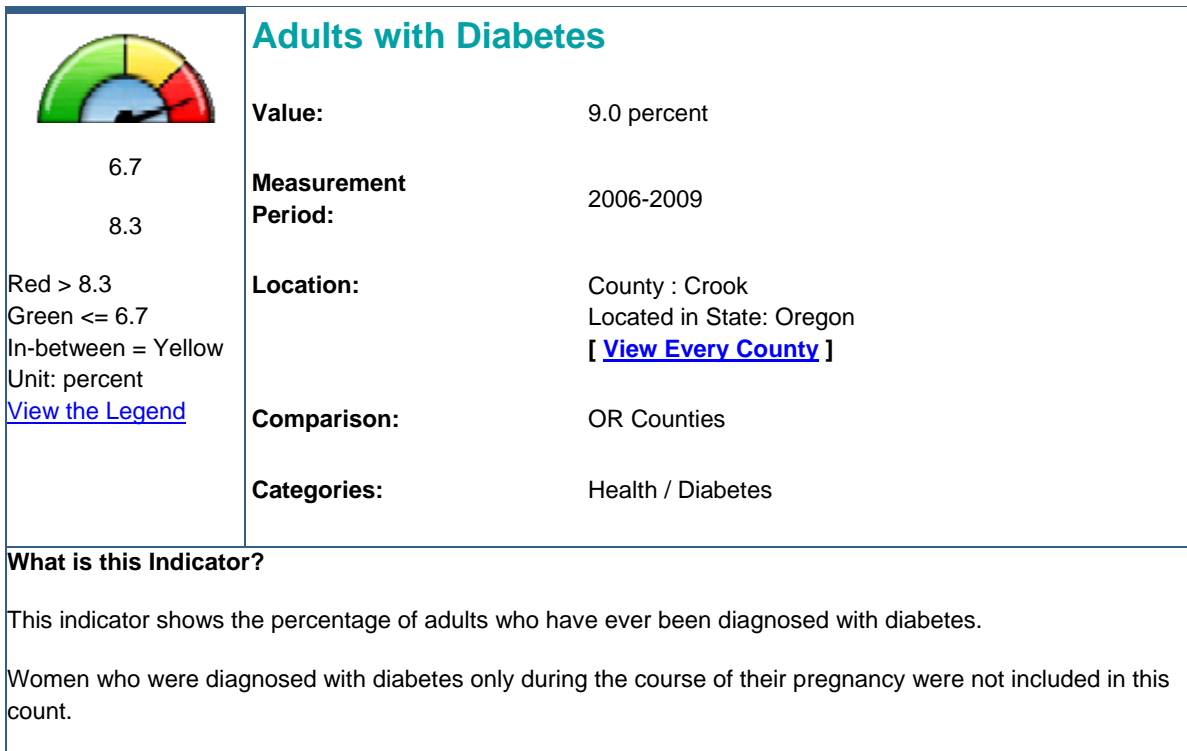 Adults with Diabetes
6.7
8.3
Red > 8.3
Green <= 6.7
In-between = Yellow
Unit: percent
View the Legend
Value: 9.0 percent
Measurement
Period: 2006-2009
Location: County : Crook
Located in State: Oregon
[ View Every County ]
Comparison: OR Counties
Categories: Health / Diabetes
What is this Indicator?
This indicator shows the percentage of adults who have ever been diagnosed with diabetes.
Women who were diagnosed with diabetes only during the course of their pregnancy were not included in this
count.